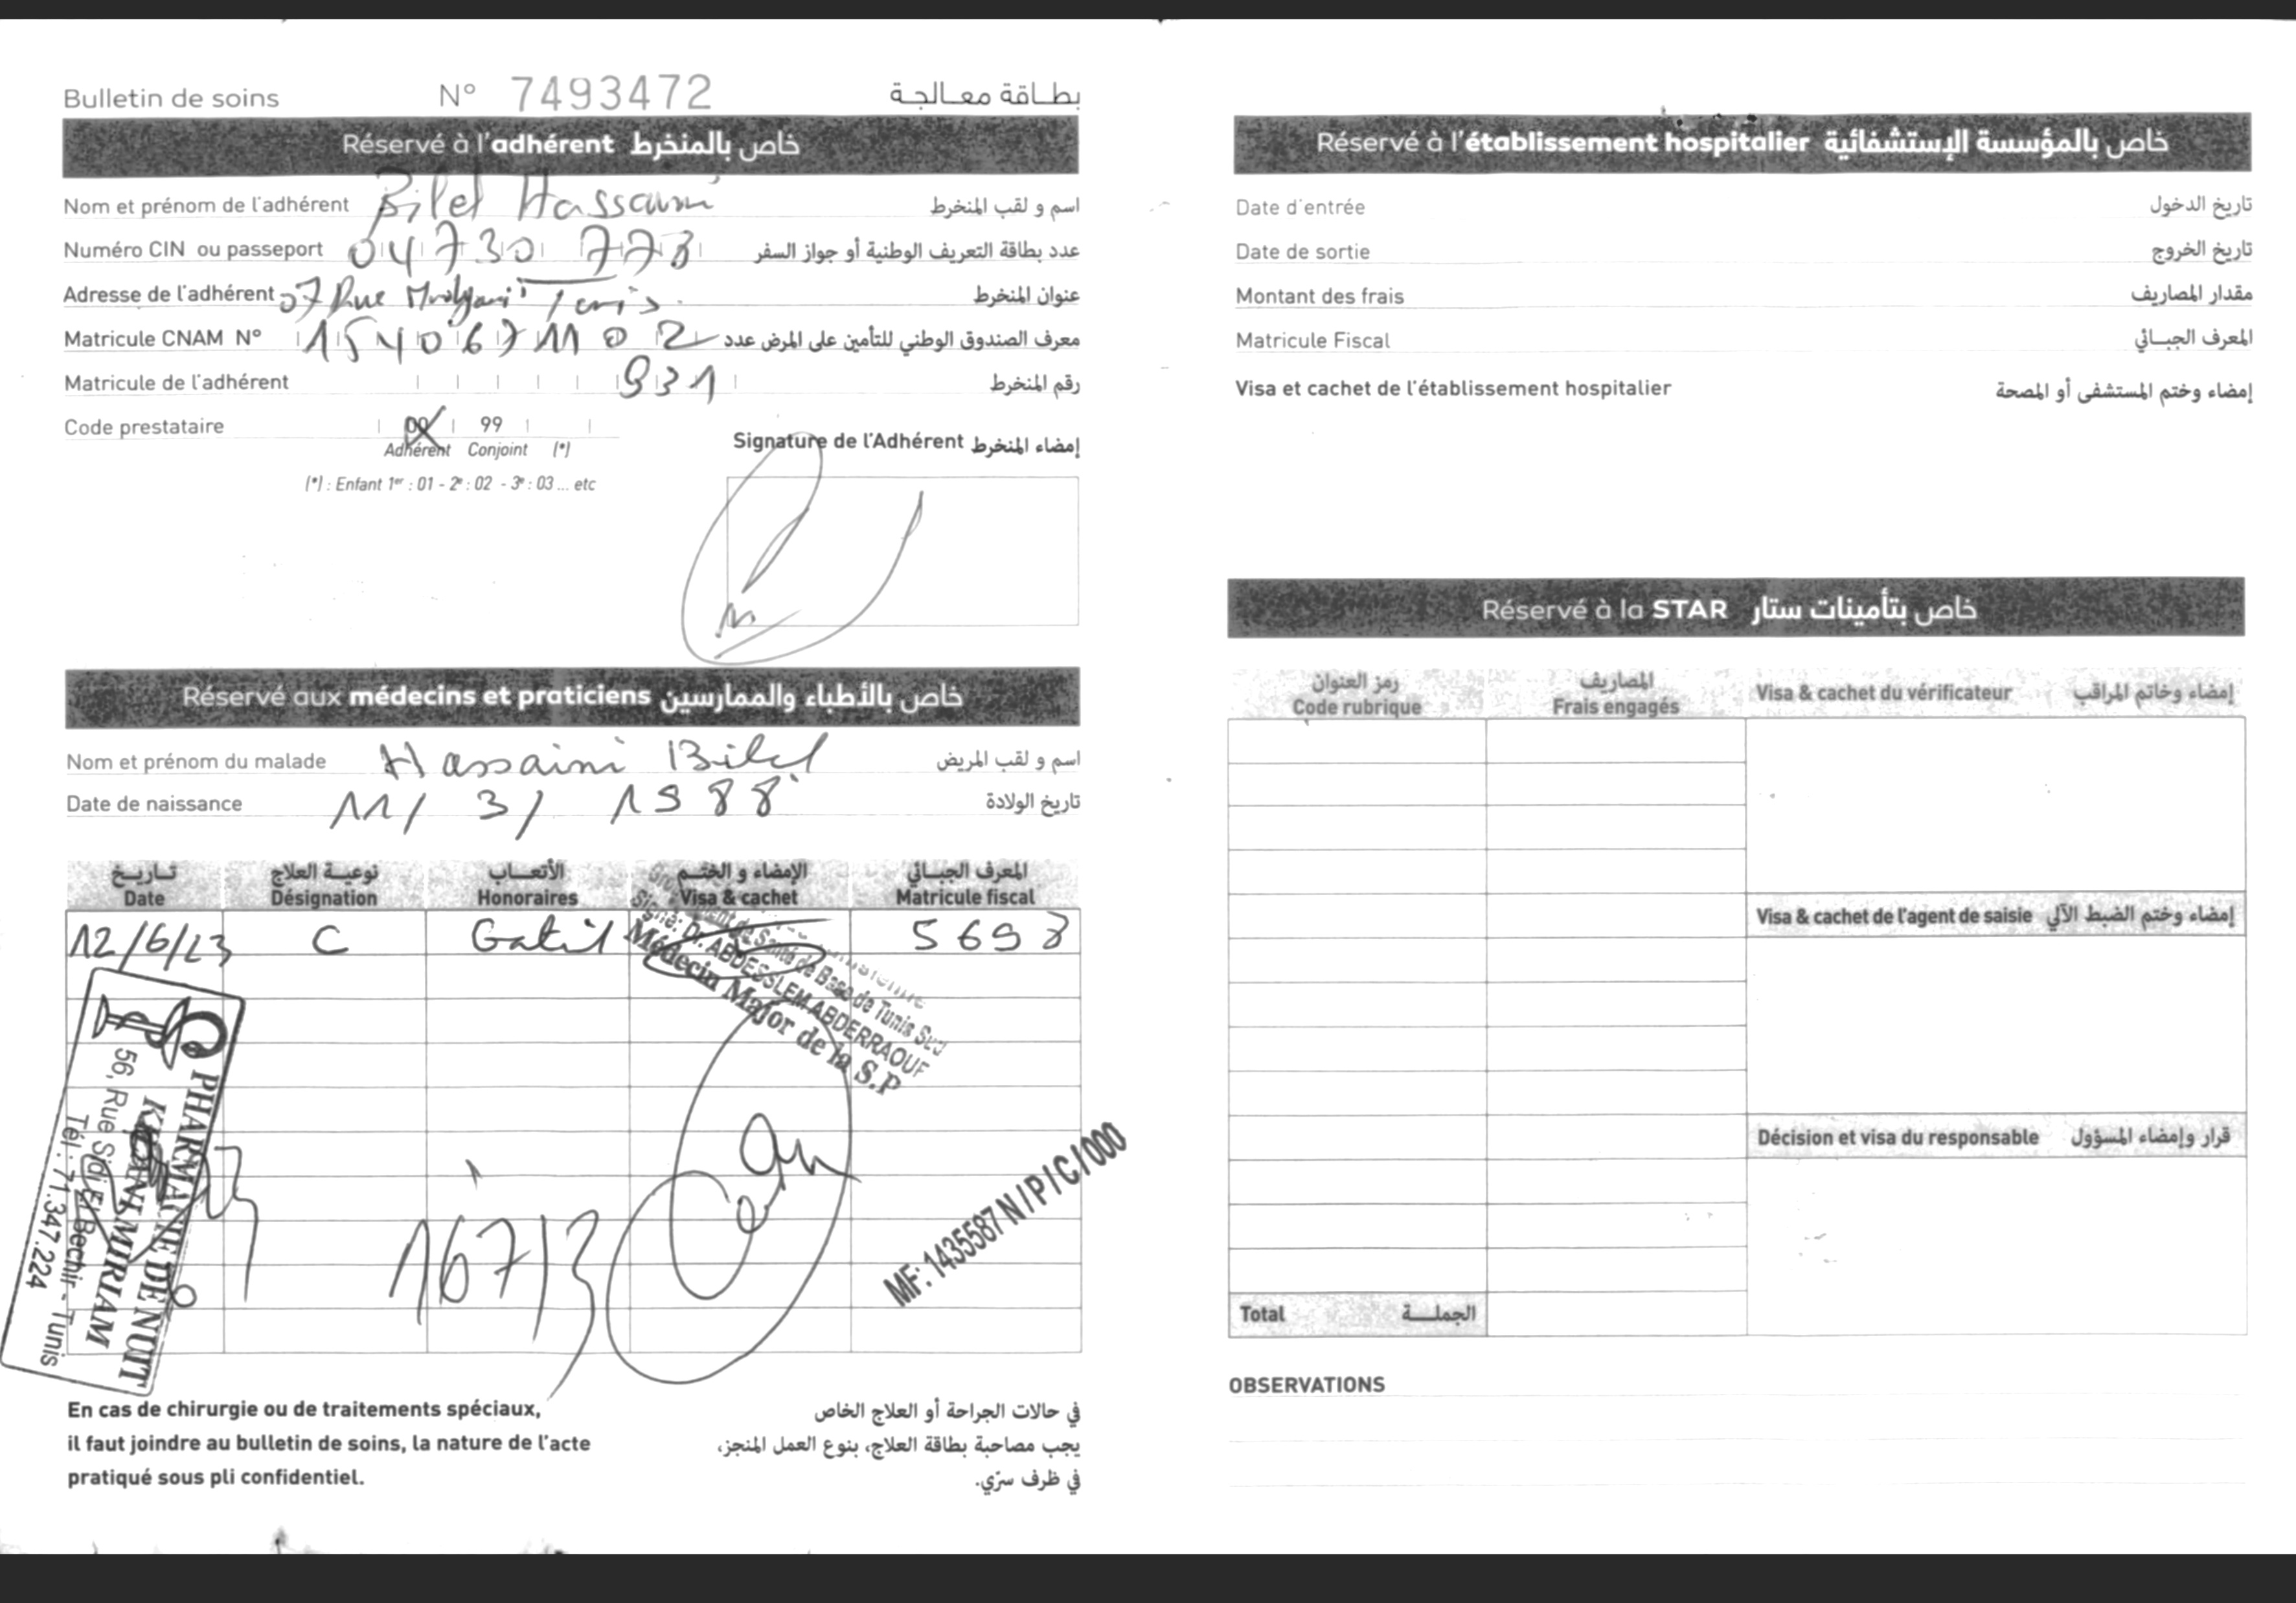 Bulletin de soins N° 7493472 بطاقة معالجة
Réservé à l'adhérent خاص بالمنخرط
Nom et prénom de l'adhérent Bilel Hassaini اسم و لقب المنخرط
Numéro CIN ou passeport 04730 778 عدد بطاقة التعريف الوطنية أو جواز السفر
Adresse de l'adhérent 07 Rue Tunis. عنوان المنخرط
Matricule CNAM N° 154067 110 2 معرف الصندوق الوطني للتأمين على المرض عدد
Matricule de l'adhérent 931 رقم المنخرط
Code prestataire 00 99
Adhérent Conjoint (*)
(*) : Enfant 1er : 01 - 2e : 02 - 3e : 03 ... etc
Signature de l'Adhérent إمضاء المنخرط
Réservé aux médecins et praticiens خاص بالأطباء والممارسين
Nom et prénom du malade Hassaini Bilel اسم و لقب المريض
Date de naissance 11/ 3/ 1988 تاريخ الولادة
تاريخ نوعية العلاج الأتعاب الإمضاء و الختم المعرف الجبائي
Date Désignation Honoraires Visa & cachet Matricule fiscal
12/6/23 C 5698
de Santé de Base de Tunis Sud
Signé: Dr. ABDESSLEM ABDERRAOUF
Médecin Major de la S.P
PHARMACIE DE NUIT
MIRIAM
56, Rue Sidi El Bechir - Tunis
Tél : 71.347.224
MF: 1435587 N/P/C/000
En cas de chirurgie ou de traitements spéciaux,
il faut joindre au bulletin de soins, la nature de l'acte
pratiqué sous pli confidentiel.
في حالات الجراحة أو العلاج الخاص
يجب مصاحبة بطاقة العلاج، بنوع العمل المنجز،
في ظرف سرّي.
Réservé à l'établissement hospitalier خاص بالمؤسسة الإستشفائية
Date d'entrée تاريخ الدخول
Date de sortie تاريخ الخروج
Montant des frais مقدار المصاريف
Matricule Fiscal المعرف الجبائي
Visa et cachet de l'établissement hospitalier إمضاء وختم المستشفى أو المصحة
Réservé à la STAR خاص بتأمينات ستار
رمز العنوان المصاريف
Code rubrique Frais engagés Visa & cachet du vérificateur إمضاء وخاتم المراقب
Visa & cachet de l'agent de saisie إمضاء وختم الضبط الآلي
Décision et visa du responsable قرار وإمضاء المسؤول
Total الجملة
OBSERVATIONS